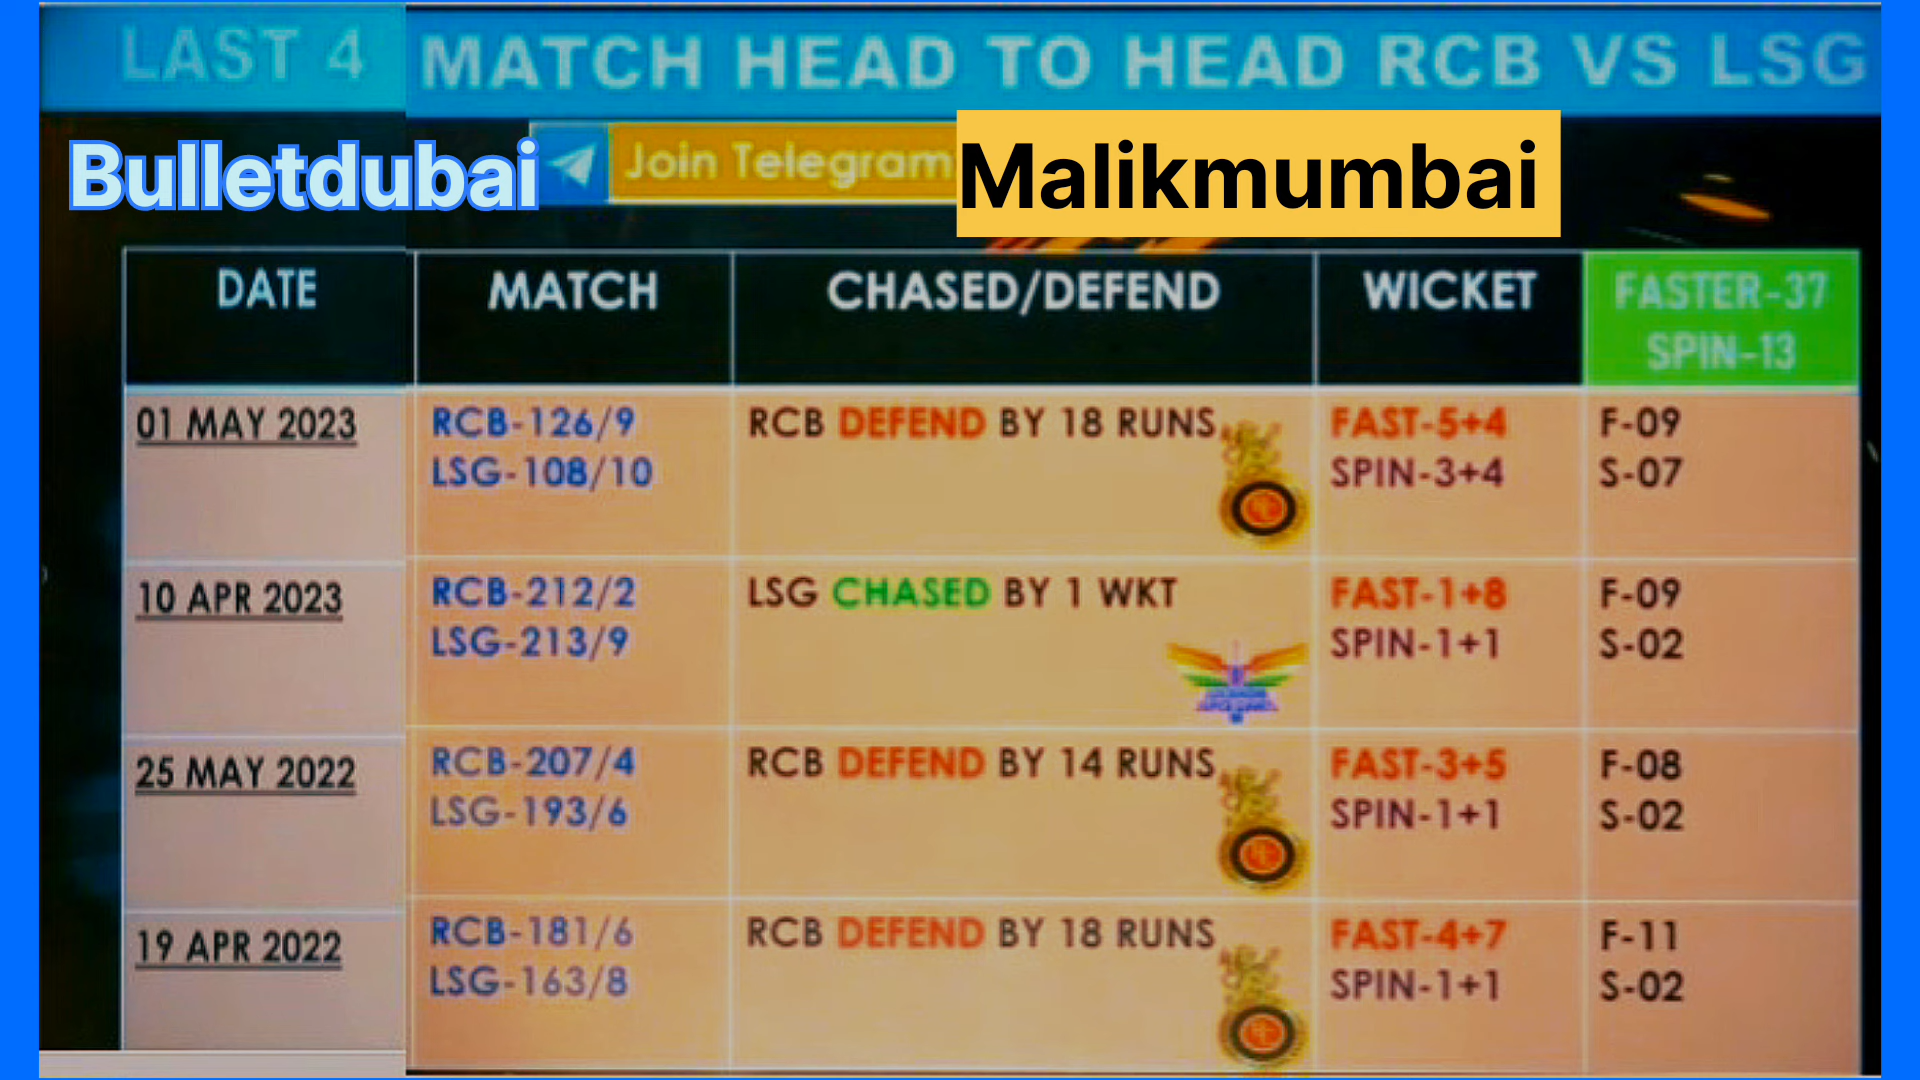 LAST 4 MATCH HEAD TO HEAD RCB VS LSG
Bulletdubai Join Telegram Malikmumbai
DATE MATCH CHASED/DEFEND WICKET FASTER-37
SPIN-13
01 MAY 2023 RCB-126/9 RCB DEFEND BY 18 RUNS FAST-5+4 F-09
LSG-108/10 SPIN-3+4 S-07
10 APR 2023 RCB-212/2 LSG CHASED BY 1 WKT FAST-1+8 F-09
LSG-213/9 SPIN-1+1 S-02
25 MAY 2022 RCB-207/4 RCB DEFEND BY 14 RUNS FAST-3+5 F-08
LSG-193/6 SPIN-1+1 S-02
19 APR 2022 RCB-181/6 RCB DEFEND BY 18 RUNS FAST-4+7 F-11
LSG-163/8 SPIN-1+1 S-02